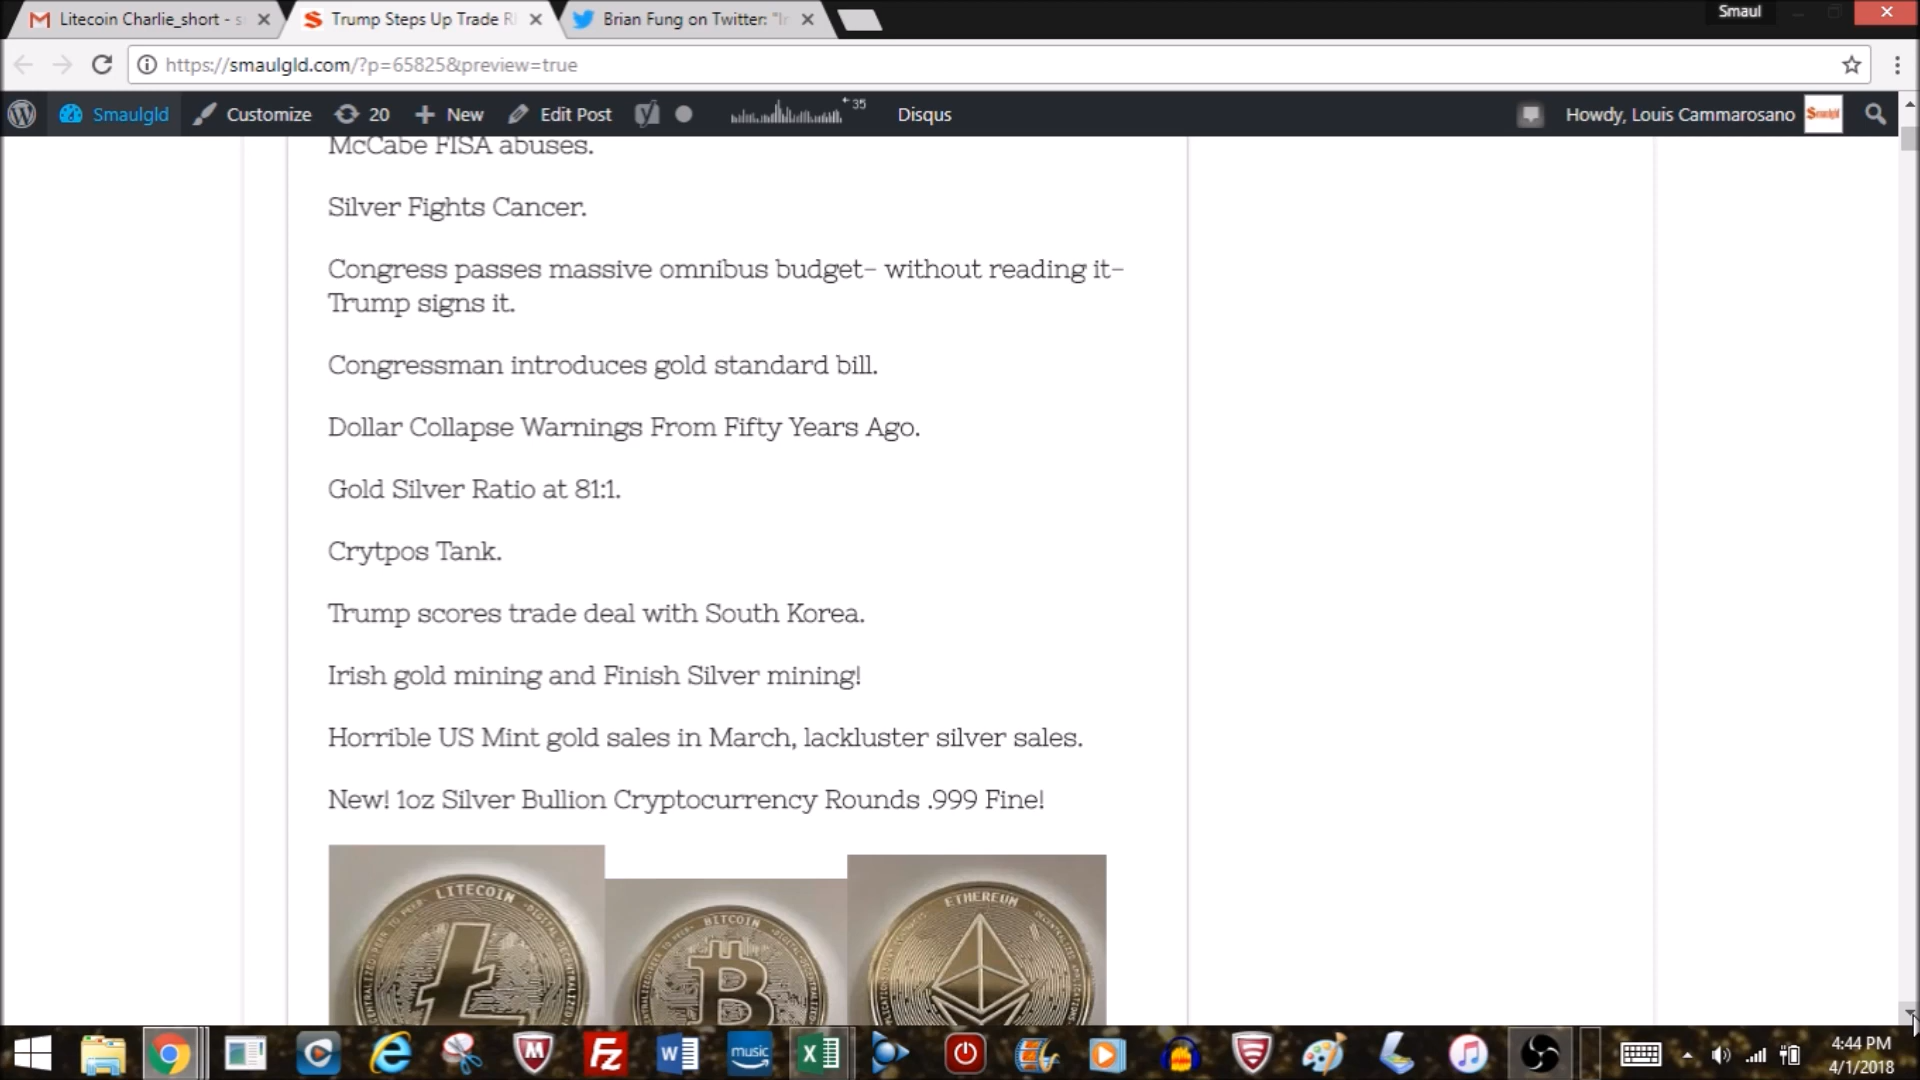 Litecoin Charlie_short - s
Trump Steps Up Trade R
Brian Fung on Twitter: "I
Smaul
https://smaulgld.com/?p=65825&preview=true
Smaulgld
Customize
20
New
Edit Post
35
Disqus
Howdy, Louis Cammarosano
McCabe FISA abuses.
Silver Fights Cancer.
Congress passes massive omnibus budget– without reading it–
Trump signs it.
Congressman introduces gold standard bill.
Dollar Collapse Warnings From Fifty Years Ago.
Gold Silver Ratio at 81:1.
Crytpos Tank.
Trump scores trade deal with South Korea.
Irish gold mining and Finish Silver mining!
Horrible US Mint gold sales in March, lackluster silver sales.
New! 1oz Silver Bullion Cryptocurrency Rounds .999 Fine!
LITECOIN
BITCOIN
ETHEREUM
music
4:44 PM
4/1/2018